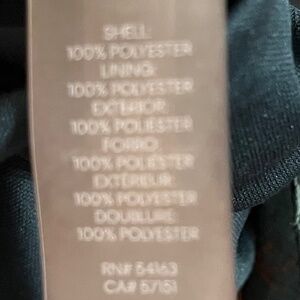 SHELL:
100% POLYESTER
LINING:
100% POLYESTER
EXTERIOR:
100% POLIESTER
FORRO:
100% POLIESTER
EXTÉRIEUR:
100% POLYESTER
DOUBLURE:
100% POLYESTER
RN# 54163
CA#